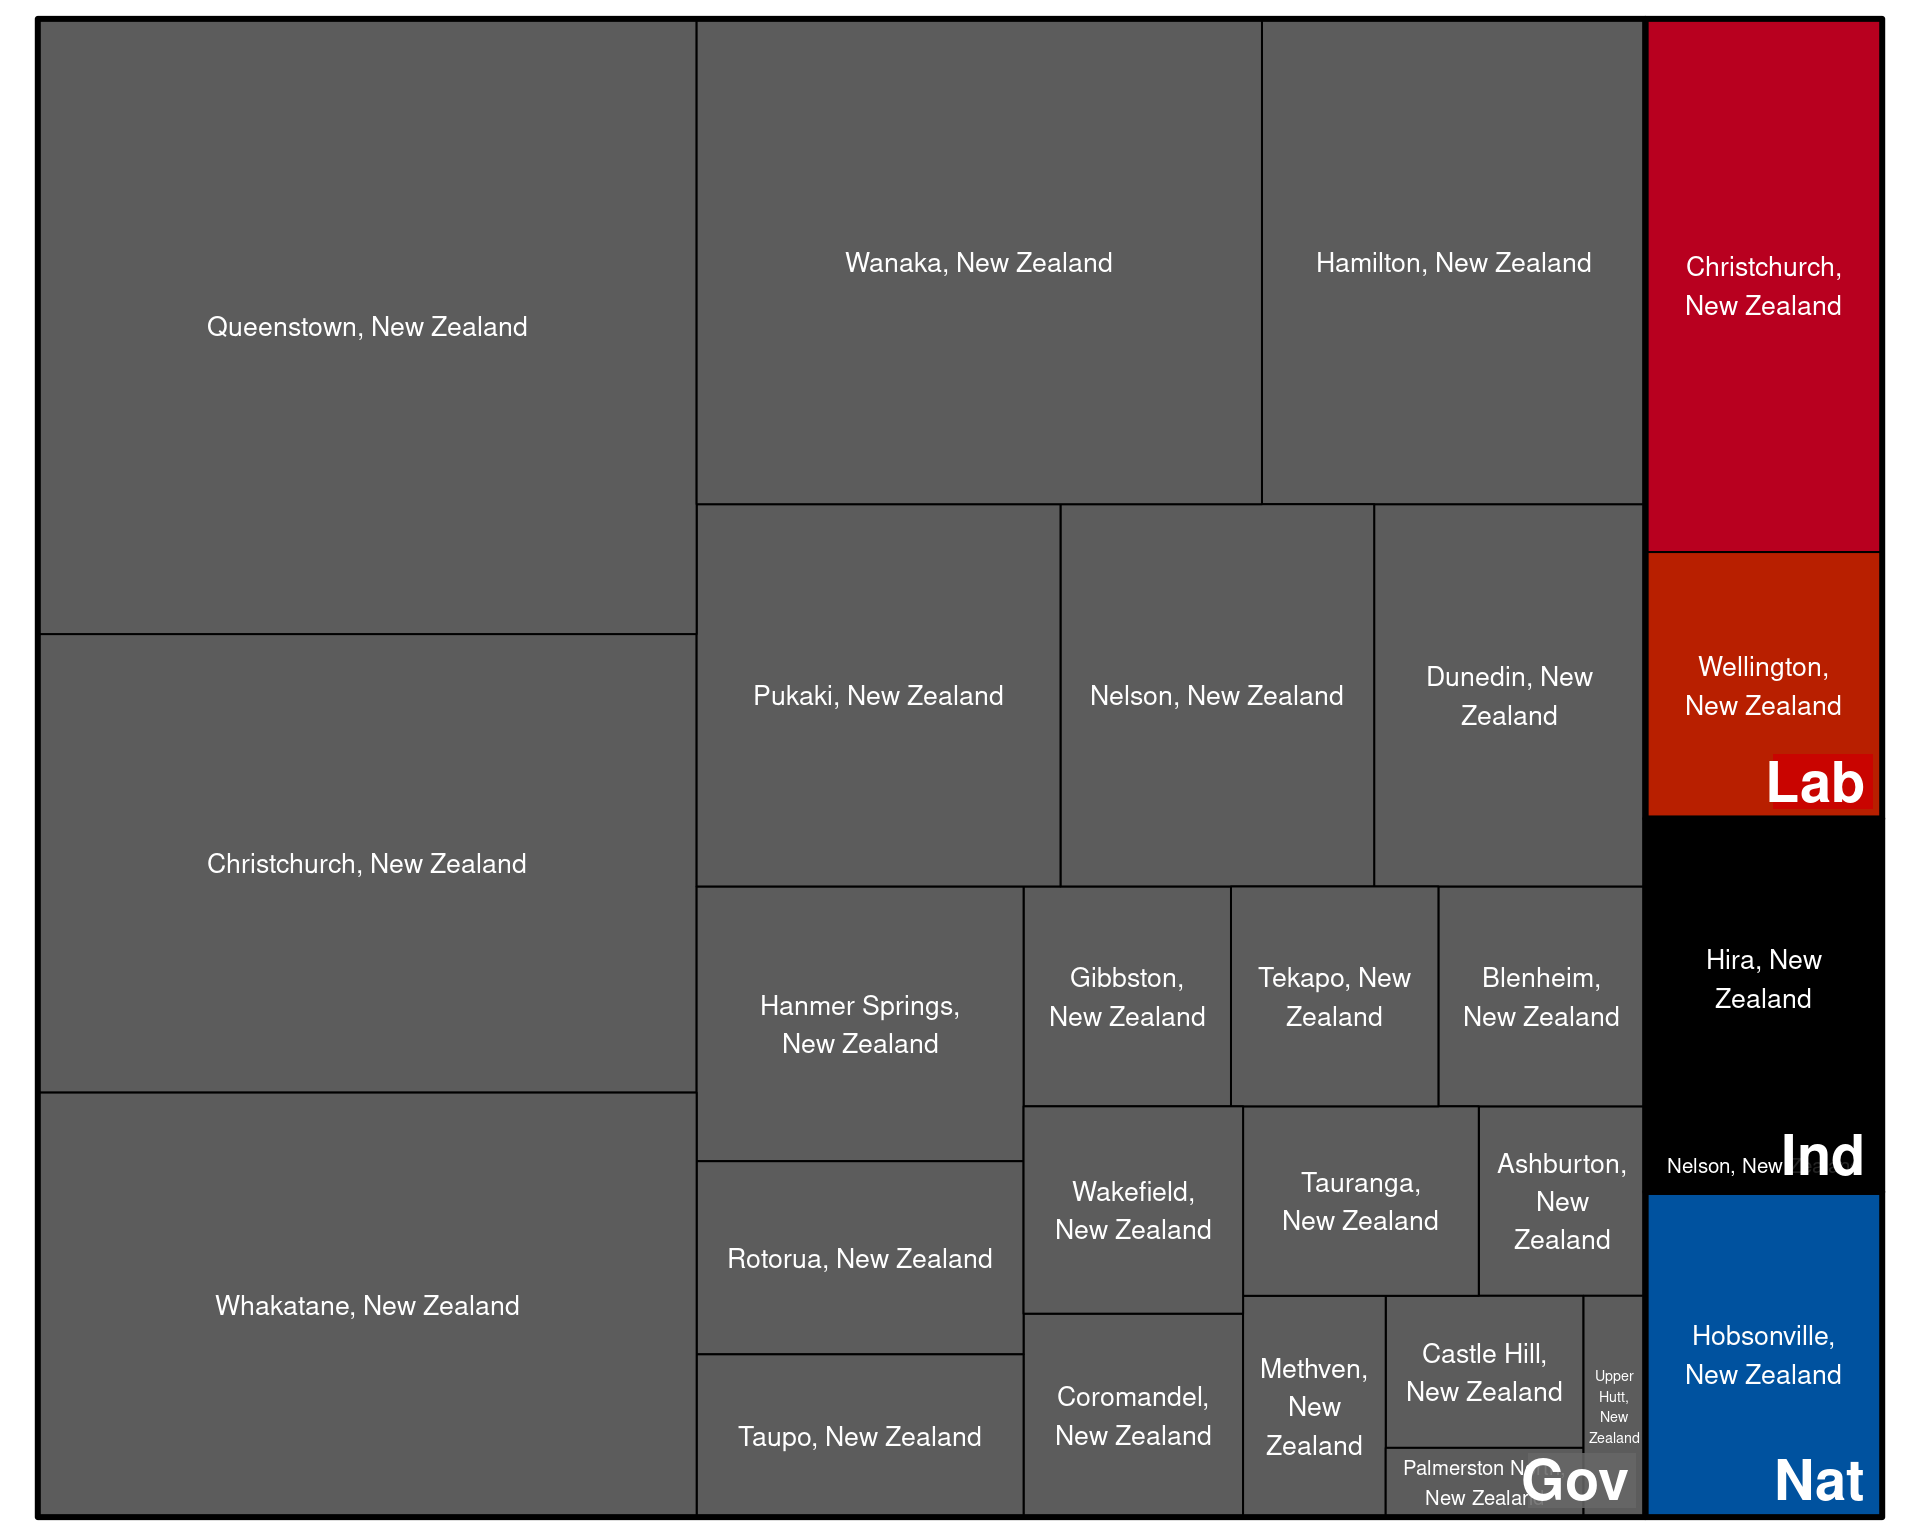 Queenstown, New Zealand
Christchurch, New Zealand
Whakatane, New Zealand
Wanaka, New Zealand
Hamilton, New Zealand
Pukaki, New Zealand
Nelson, New Zealand
Dunedin, New
Zealand
Hanmer Springs,
New Zealand
Rotorua, New Zealand
Taupo, New Zealand
Gibbston,
New Zealand
Tekapo, New
Zealand
Blenheim,
New Zealand
Wakefield,
New Zealand
Coromandel,
New Zealand
Tauranga,
New Zealand
Ashburton,
New
Zealand
Methven,
New
Zealand
Castle Hill,
New Zealand
Palmerston
New Zealand
Upper
Hutt,
New
Zealand
Gov
Christchurch,
New Zealand
Wellington,
New Zealand
Lab
Hira, New
Zealand
Nelson, New
Ind
Hobsonville,
New Zealand
Nat